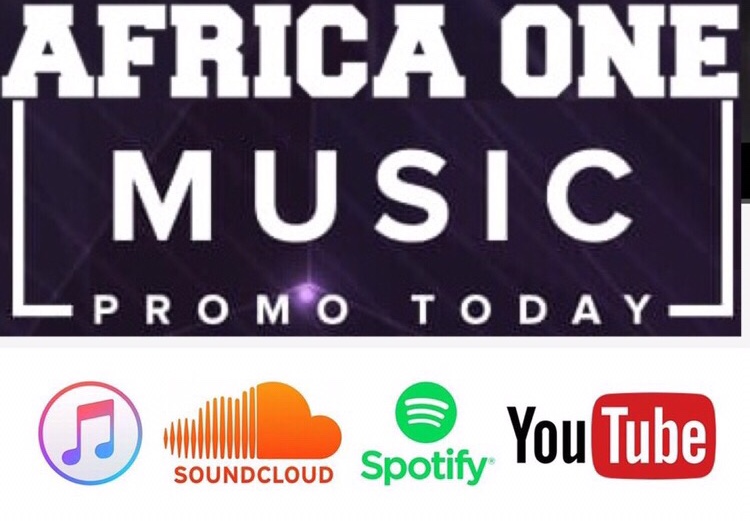 AFRICA ONE
MUSIC
PROMO TODAY
SOUNDCLOUD
Spotify®
YouTube